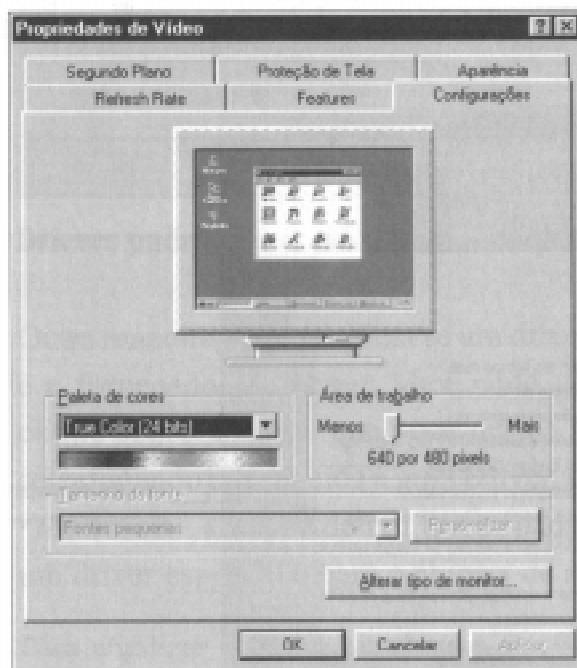 Propriedades de Vídeo
Segundo Plano
Proteção de Tela
Aparência
Refresh Rate
Features
Configurações
Paleta de cores
True Color (24 bits)
Área de trabalho
Menos
Mais
640 por 480 pixels
Tamanho da fonte
Fontes pequenas
Personalizar...
Alterar tipo de monitor...
OK
Cancelar
Aplicar